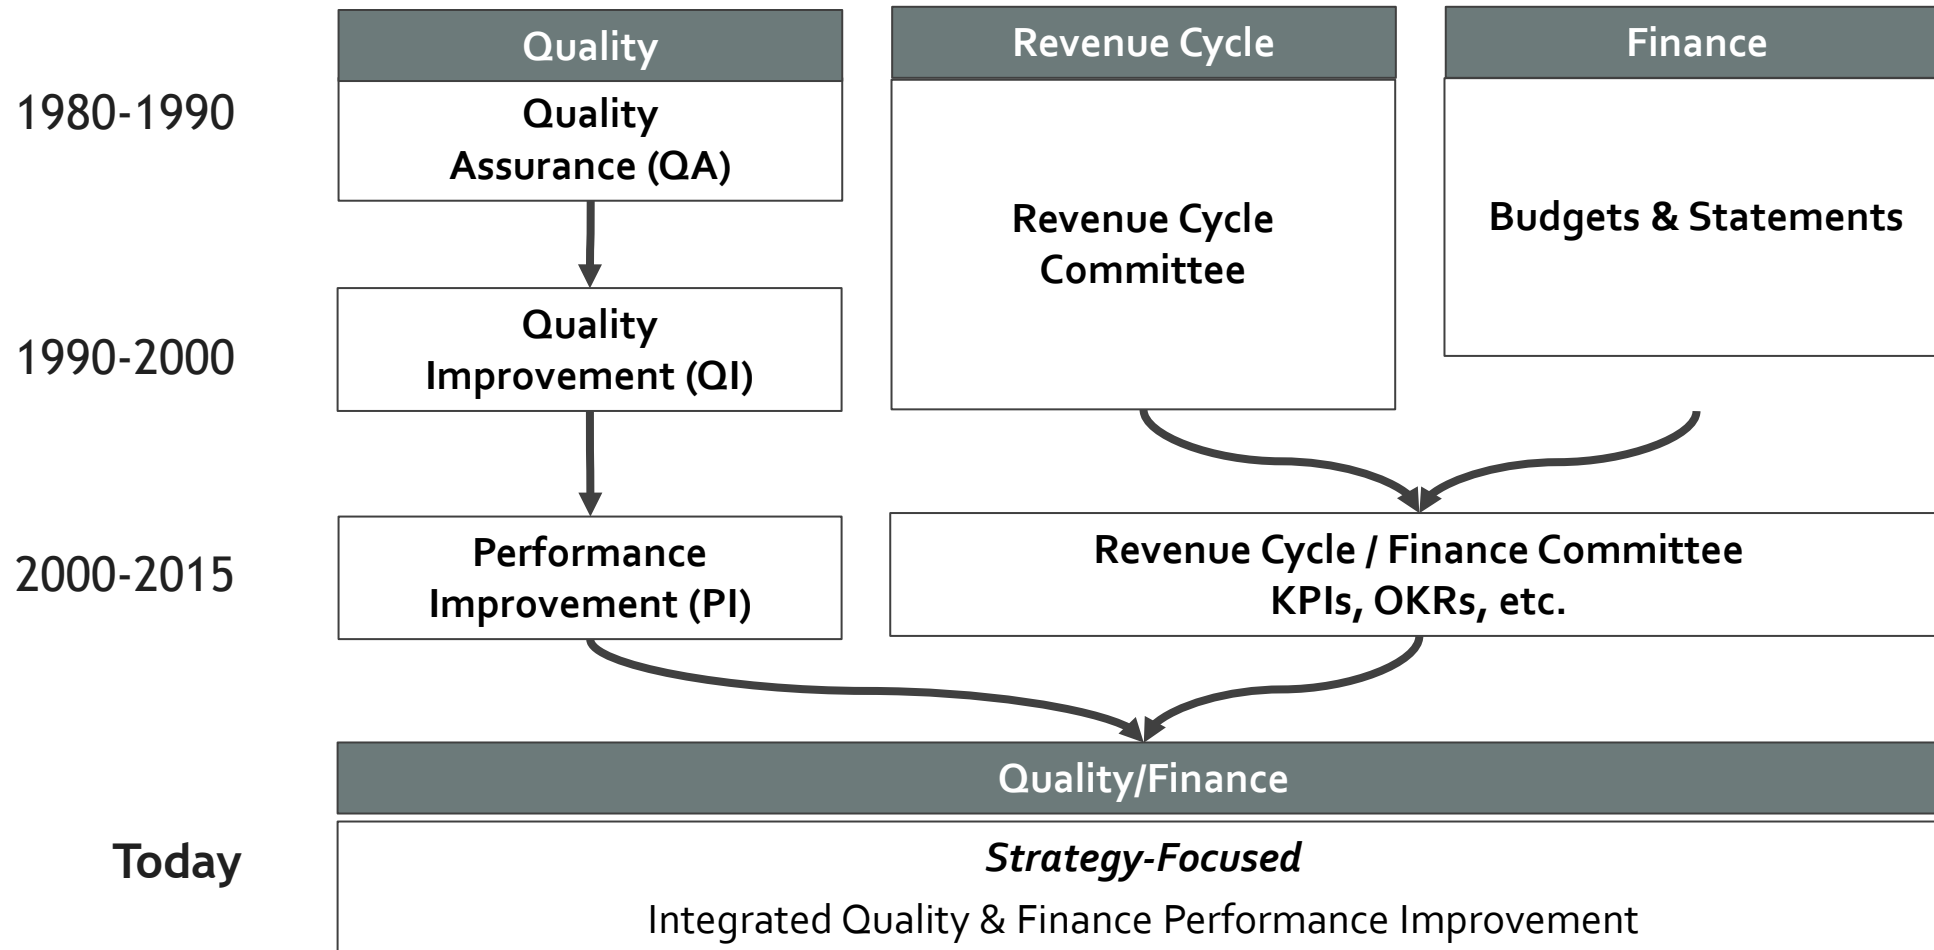 Quality
Revenue Cycle
Finance
1980-1990
Quality
Assurance (QA)
Revenue Cycle
Committee
Budgets & Statements
1990-2000
Quality
Improvement (QI)
2000-2015
Performance
Improvement (PI)
Revenue Cycle / Finance Committee
KPIs, OKRs, etc.
Quality/Finance
Today
Strategy-Focused
Integrated Quality & Finance Performance Improvement